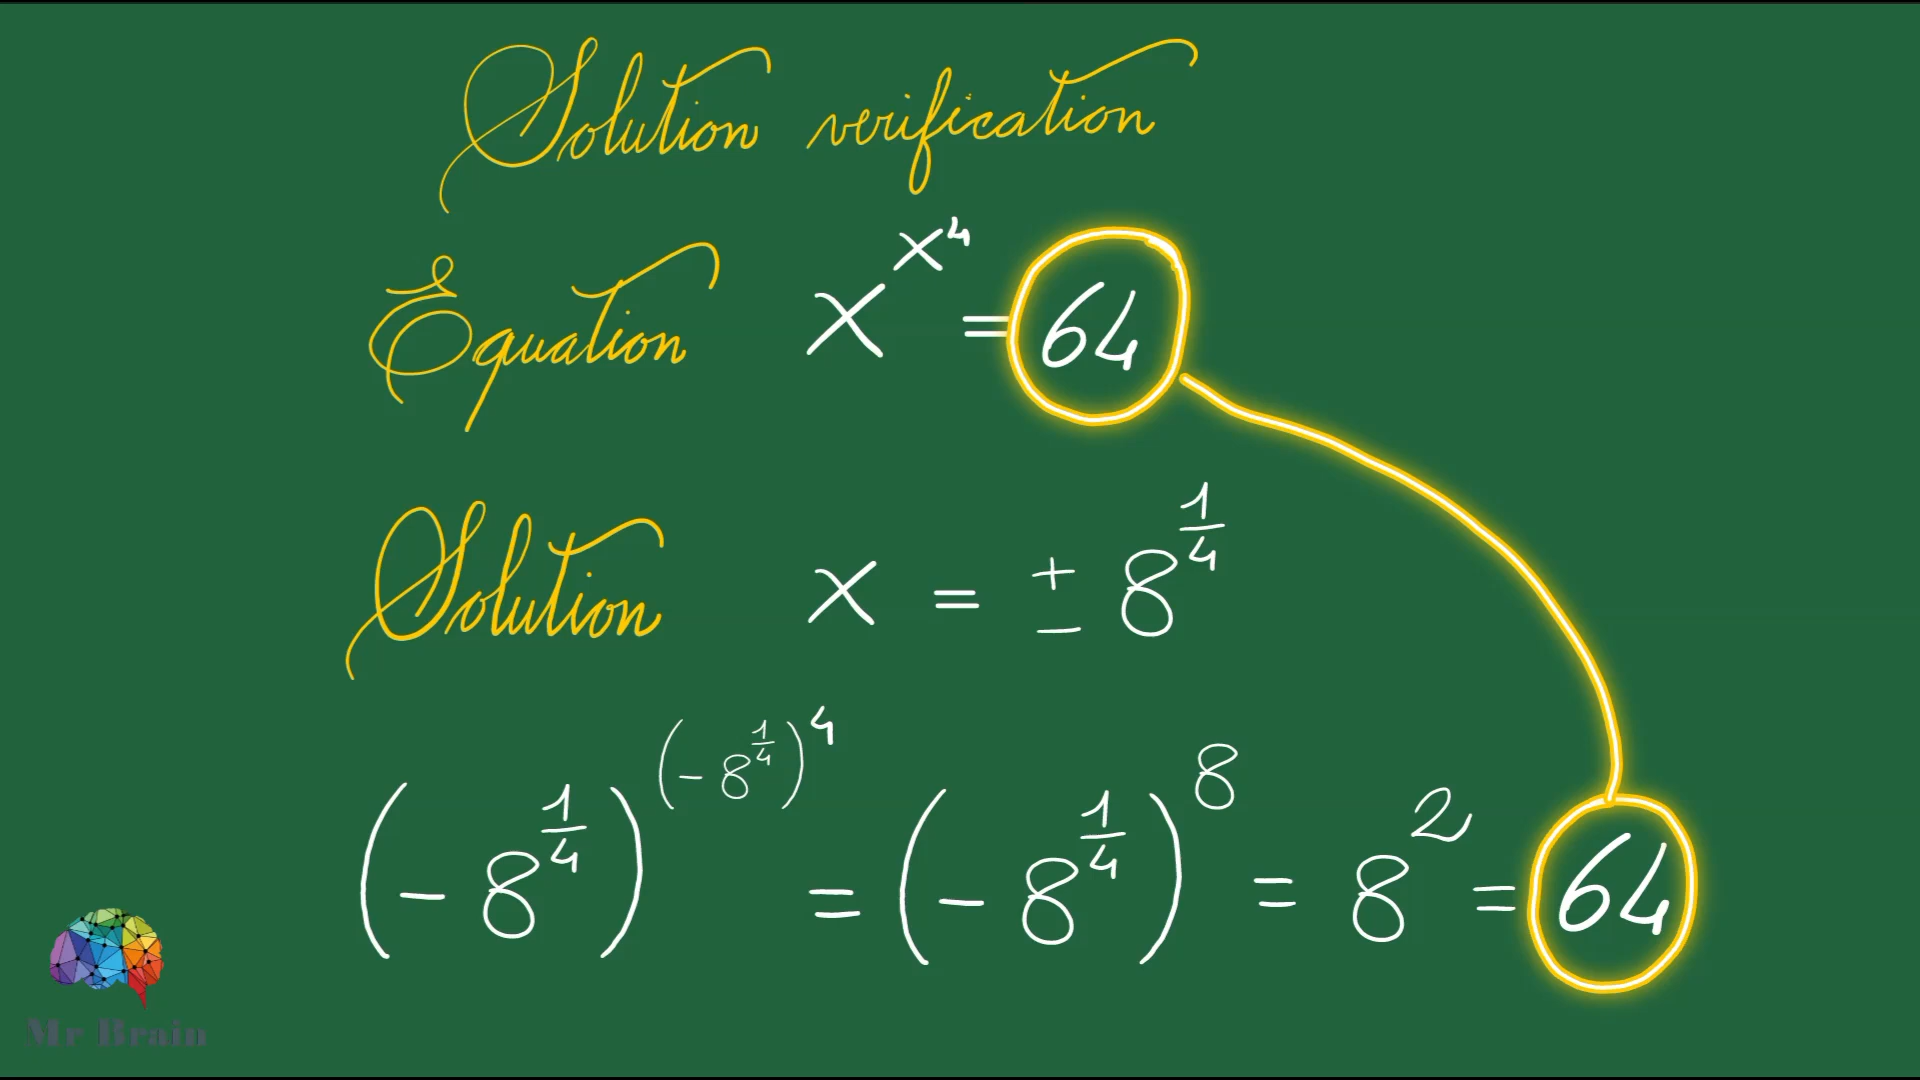 Solution verification
Equation x^{x^4} = 64
Solution x = ± 8^{1/4}
(-8^{1/4})^{(-8^{1/4})^4} = (-8^{1/4})^8 = 8^2 = 64
Mr Brain